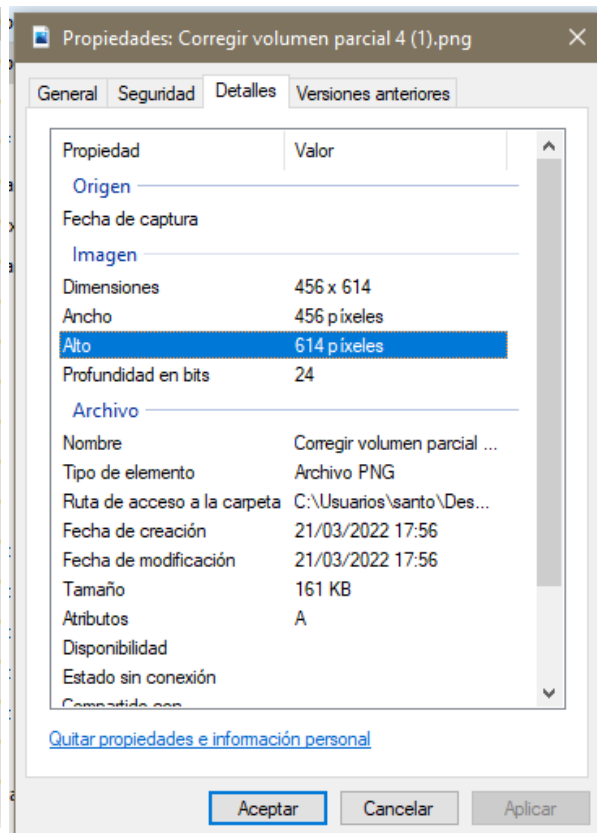 Propiedades: Corregir volumen parcial 4 (1).png
General Seguridad Detalles Versiones anteriores
Propiedad Valor
Origen
Fecha de captura
Imagen
Dimensiones 456 x 614
Ancho 456 píxeles
Alto 614 píxeles
Profundidad en bits 24
Archivo
Nombre Corregir volumen parcial ...
Tipo de elemento Archivo PNG
Ruta de acceso a la carpeta C:\Usuarios\santo\Des...
Fecha de creación 21/03/2022 17:56
Fecha de modificación 21/03/2022 17:56
Tamaño 161 KB
Atributos A
Disponibilidad
Estado sin conexión
Compartido con
Quitar propiedades e información personal
Aceptar Cancelar Aplicar